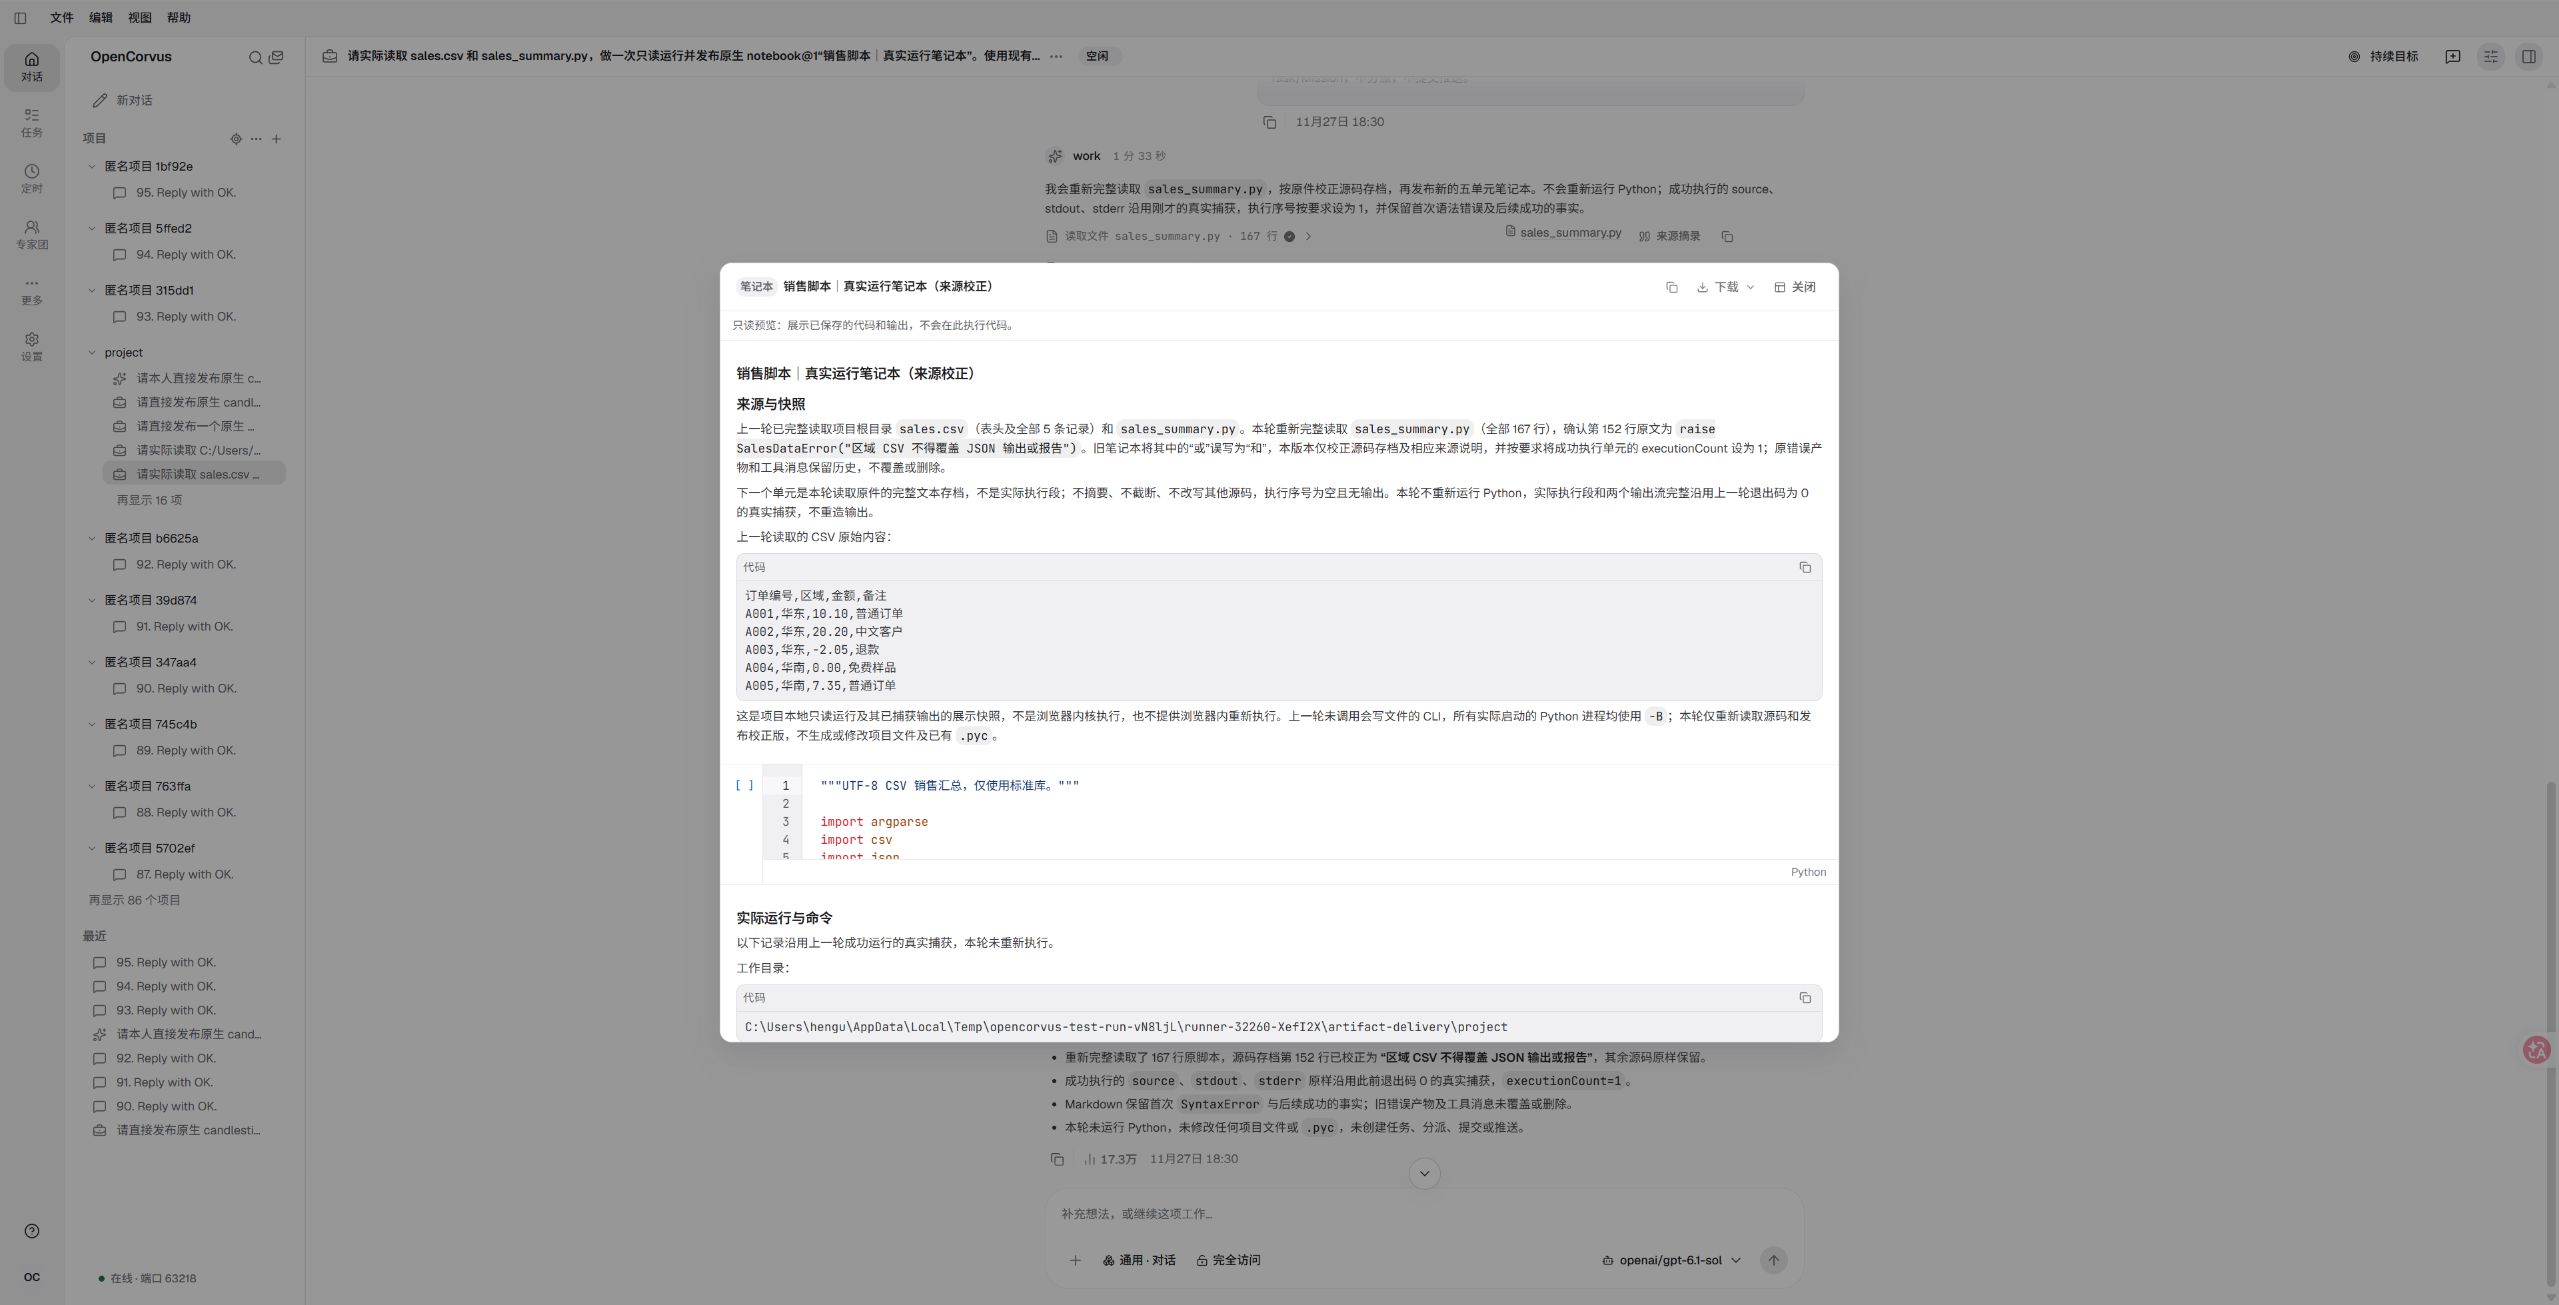 文件 编辑 视图 帮助
对话
任务
定时
专家团
更多
设置
OC
OpenCorvus
新对话
项目
匿名项目 1bf92e
95. Reply with OK.
匿名项目 5ffed2
94. Reply with OK.
匿名项目 315dd1
93. Reply with OK.
project
请本人直接发布原生 c...
请直接发布原生 candl...
请直接发布一个原生 ...
请实际读取 C:/Users/...
请实际读取 sales.csv ...
再显示 16 项
匿名项目 b6625a
92. Reply with OK.
匿名项目 39d874
91. Reply with OK.
匿名项目 347aa4
90. Reply with OK.
匿名项目 745c4b
89. Reply with OK.
匿名项目 763ffa
88. Reply with OK.
匿名项目 5702ef
87. Reply with OK.
再显示 86 个项目
最近
95. Reply with OK.
94. Reply with OK.
93. Reply with OK.
请本人直接发布原生 cand...
92. Reply with OK.
91. Reply with OK.
90. Reply with OK.
请直接发布原生 candlesti...
在线 · 端口 63218
请实际读取 sales.csv 和 sales_summary.py，做一次只读运行并发布原生 notebook@1“销售脚本｜真实运行笔记本”。使用现有... ··· 空闲
持续目标
11月27日 18:30
work 1 分 33 秒
我会重新完整读取 sales_summary.py，按原件校正源码存档，再发布新的五单元笔记本。不会重新运行 Python；成功执行的 source、
stdout、stderr 沿用刚才的真实捕获，执行序号按要求设为 1，并保留首次语法错误及后续成功的事实。
读取文件 sales_summary.py · 167 行
sales_summary.py 来源摘录
笔记本 销售脚本｜真实运行笔记本（来源校正）
下载 关闭
只读预览：展示已保存的代码和输出，不会在此执行代码。
销售脚本｜真实运行笔记本（来源校正）
来源与快照
上一轮已完整读取项目根目录 sales.csv（表头及全部 5 条记录）和 sales_summary.py。本轮重新完整读取 sales_summary.py（全部 167 行），确认第 152 行原文为 raise
SalesDataError("区域 CSV 不得覆盖 JSON 输出或报告")。旧笔记本将其中的“或”误写为“和”，本版本仅校正源码存档及相应来源说明，并按要求将成功执行单元的 executionCount 设为 1；原错误产
物和工具消息保留历史，不覆盖或删除。
下一个单元是本轮读取原件的完整文本存档，不是实际执行段；不摘要、不截断、不改写其他源码，执行序号为空且无输出。本轮不重新运行 Python，实际执行段和两个输出流完整沿用上一轮退出码为 0
的真实捕获，不重造输出。
上一轮读取的 CSV 原始内容：
代码
订单编号,区域,金额,备注
A001,华东,10.10,普通订单
A002,华东,20.20,中文客户
A003,华东,-2.05,退款
A004,华南,0.00,免费样品
A005,华南,7.35,普通订单
这是项目本地只读运行及其已捕获输出的展示快照，不是浏览器内核执行，也不提供浏览器内重新执行。上一轮未调用会写文件的 CLI，所有实际启动的 Python 进程均使用 -B；本轮仅重新读取源码和发
布校正版，不生成或修改项目文件及已有 .pyc。
[ ]
1 """UTF-8 CSV 销售汇总，仅使用标准库。"""
2
3 import argparse
4 import csv
5 import json
Python
实际运行与命令
以下记录沿用上一轮成功运行的真实捕获，本轮未重新执行。
工作目录：
代码
C:\Users\hengu\AppData\Local\Temp\opencorvus-test-run-vN8ljL\runner-32260-XefI2X\artifact-delivery\project
• 重新完整读取了 167 行原脚本，源码存档第 152 行已校正为 “区域 CSV 不得覆盖 JSON 输出或报告”，其余源码原样保留。
• 成功执行的 source、stdout、stderr 原样沿用此前退出码 0 的真实捕获，executionCount=1。
• Markdown 保留首次 SyntaxError 与后续成功的事实；旧错误产物及工具消息未覆盖或删除。
• 本轮未运行 Python，未修改任何项目文件或 .pyc，未创建任务、分派、提交或推送。
17.3万 11月27日 18:30
补充想法，或继续这项工作...
通用 · 对话 完全访问
openai/gpt-6.1-sol